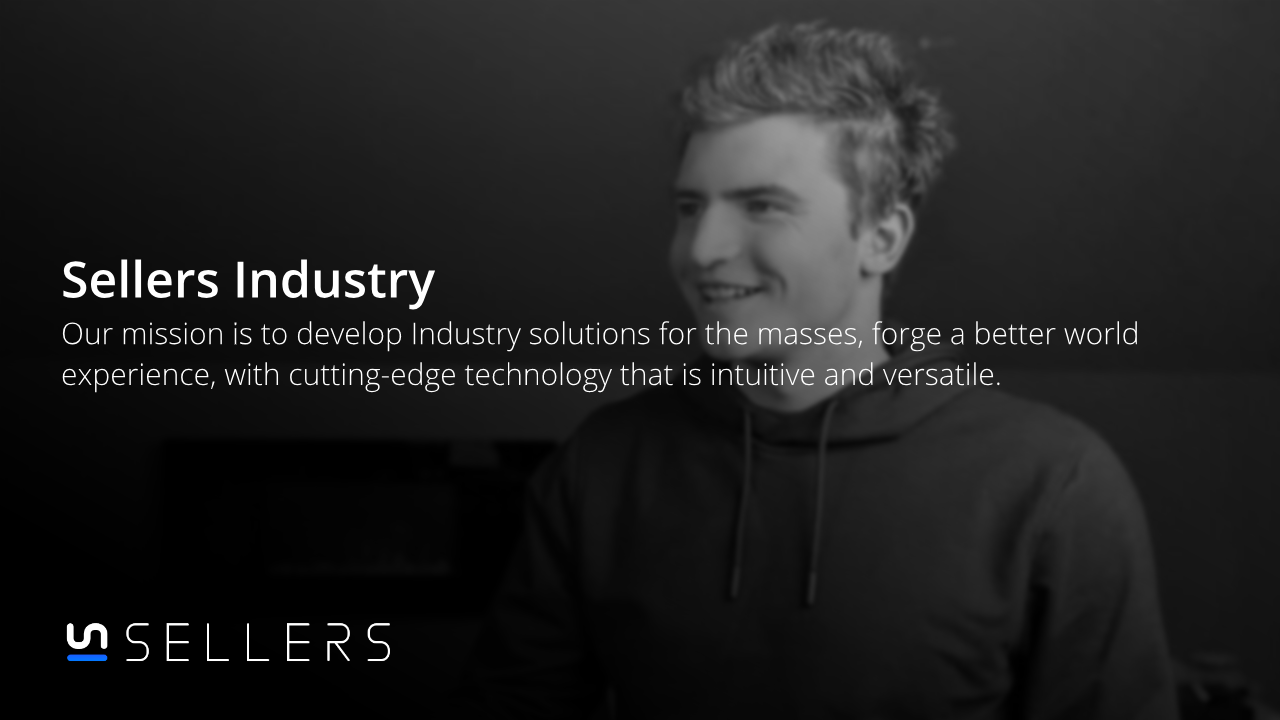 Sellers Industry
Our mission is to develop Industry solutions for the masses, forge a better world
experience, with cutting-edge technology that is intuitive and versatile.
SELLERS